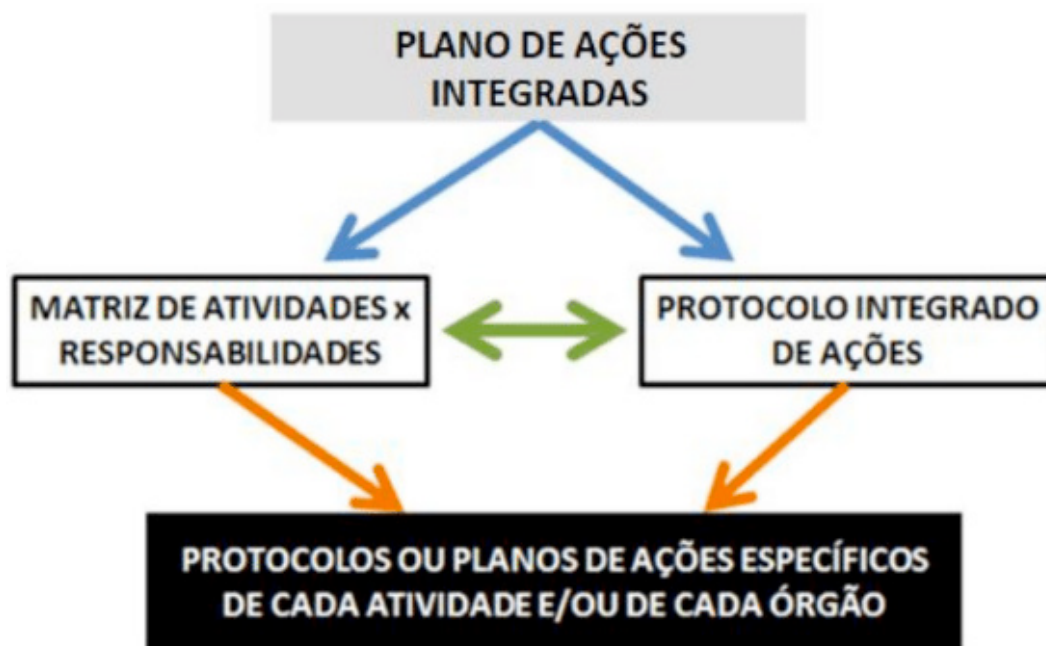 PLANO DE AÇÕES
INTEGRADAS
MATRIZ DE ATIVIDADES x
RESPONSABILIDADES
PROTOCOLO INTEGRADO
DE AÇÕES
PROTOCOLOS OU PLANOS DE AÇÕES ESPECÍFICOS
DE CADA ATIVIDADE E/OU DE CADA ÓRGÃO